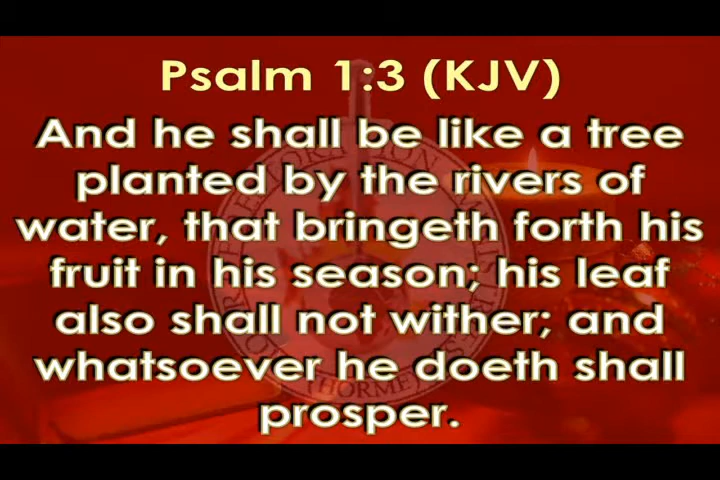 Psalm 1:3 (KJV)
And he shall be like a tree
planted by the rivers of
water, that bringeth forth his
fruit in his season; his leaf
also shall not wither; and
whatsoever he doeth shall
prosper.
(HORME)